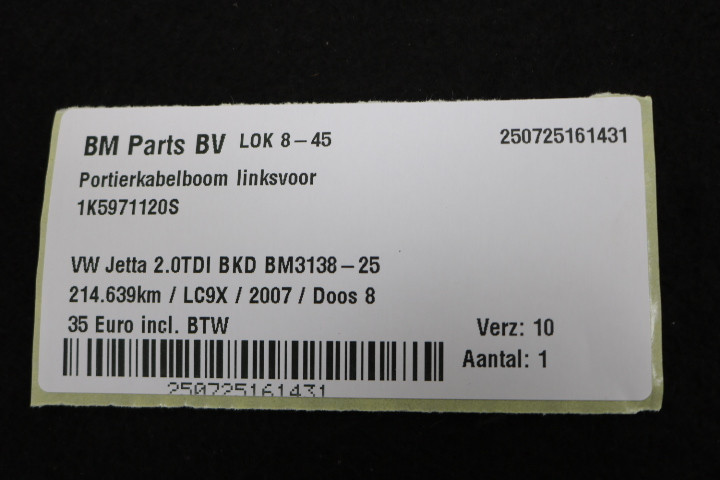 BM Parts BV LOK 8-45 250725161431
Portierkabelboom linksvoor
1K5971120S
VW Jetta 2.0TDI BKD BM3138-25
214.639km / LC9X / 2007 / Doos 8
35 Euro incl. BTW Verz: 10
Aantal: 1
250725161431